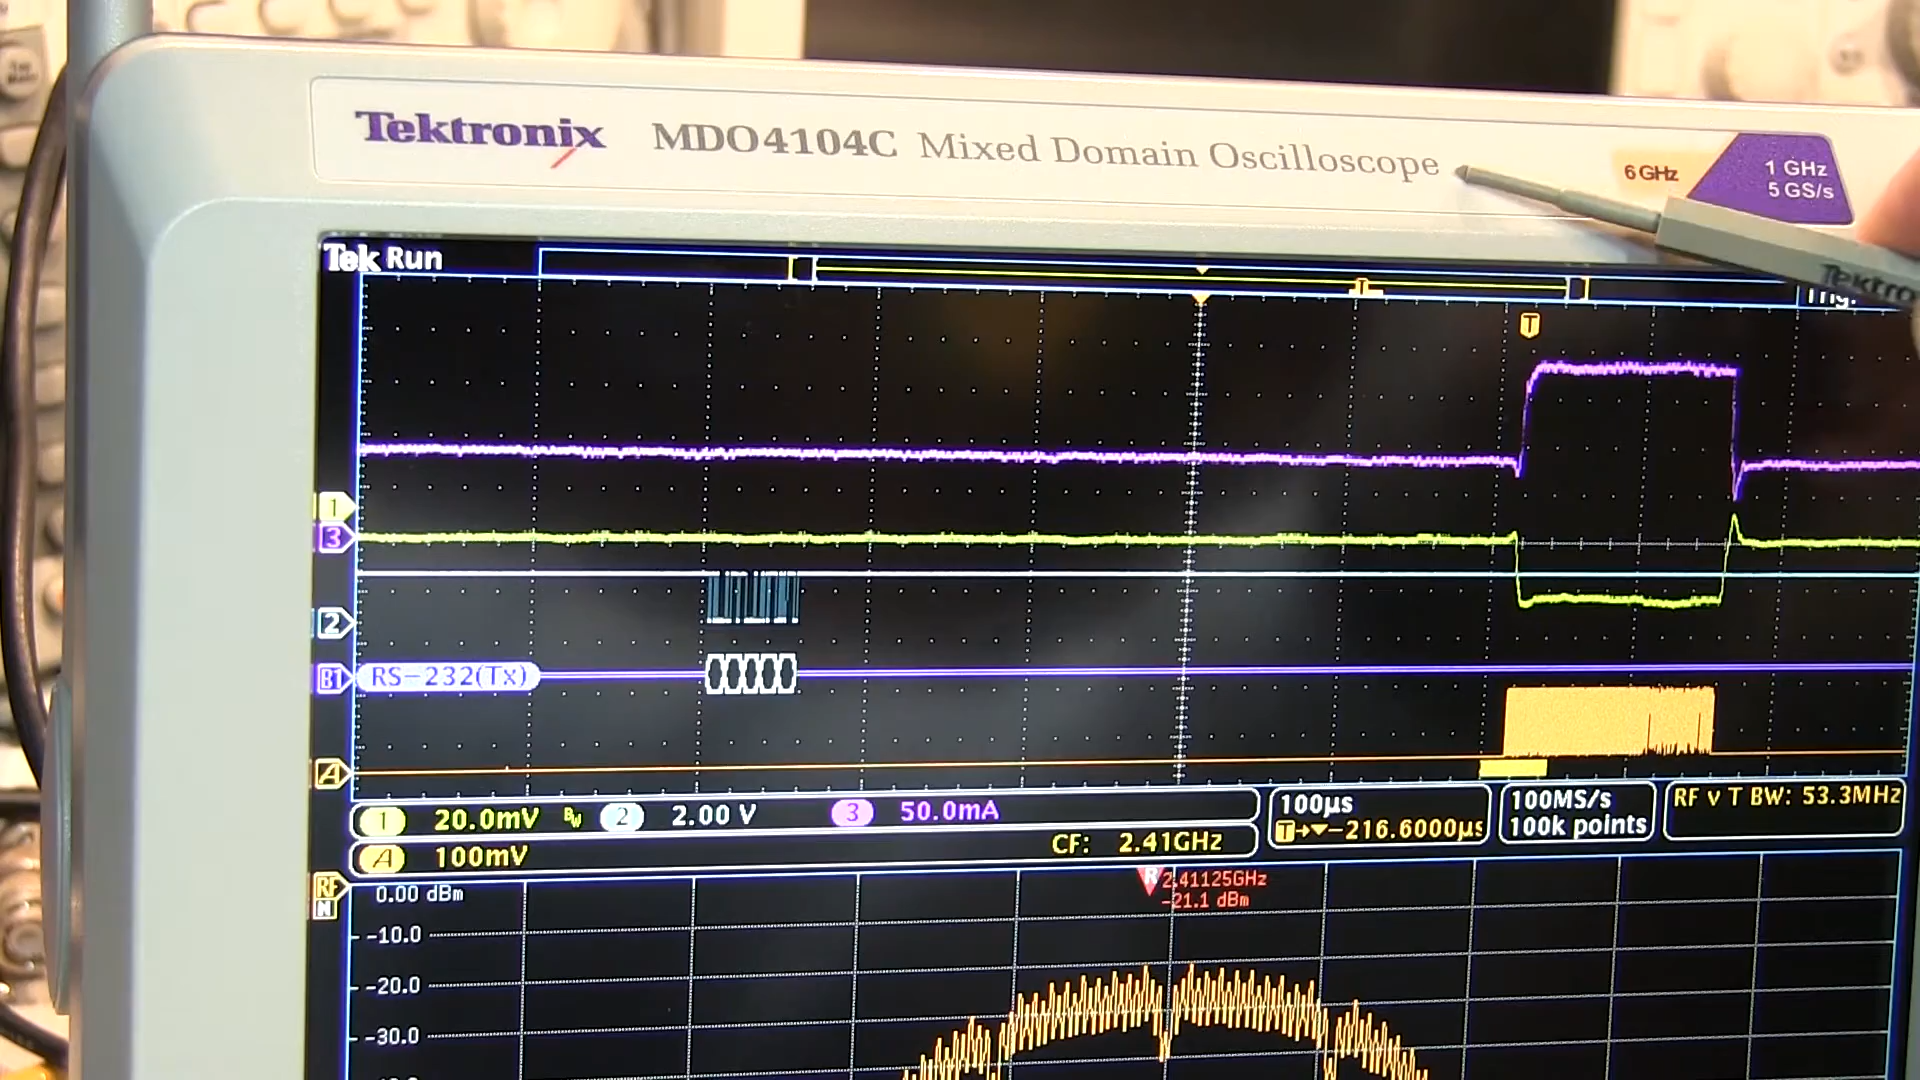 Tektronix MDO4104C Mixed Domain Oscilloscope
6 GHz
1 GHz
5 GS/s
Tektro
Tek Run
Trig.
T
T
1
3
2
B1 RS-232(Tx)
A
1 20.0mV BW 2 2.00 V 3 50.0mA
A 100mV CF: 2.41GHz
100µs
T→▼-216.6000µs
100MS/s
100k points
RF v T BW: 53.3MHz
RF
N
0.00 dBm
R 2.41125GHz
-21.1 dBm
-10.0
-20.0
-30.0